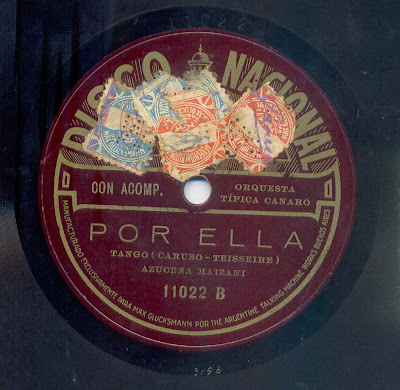 DISCO NACIONAL
CON ACOMP.
ORQUESTA
TÍPICA CANARO
POR ELLA
TANGO (CARUSO - TEISSEIRE)
AZUCENA MAIZANI
11022 B
MANUFACTURADO EXCLUSIVAMENTE PARA MAX GLUCKSMANN POR THE ARGENTINE TALKING MACHINE WORKS BUENOS AIRES